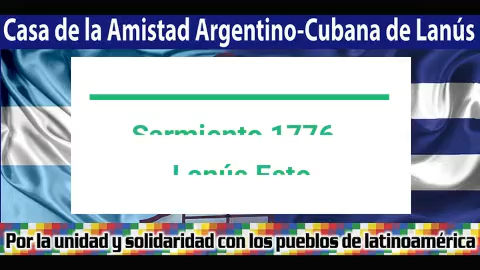 Casa de la Amistad Argentino-Cubana de Lanús
Sarmiento 1776
Lanús Este
Por la unidad y solidaridad con los pueblos de latinoamérica